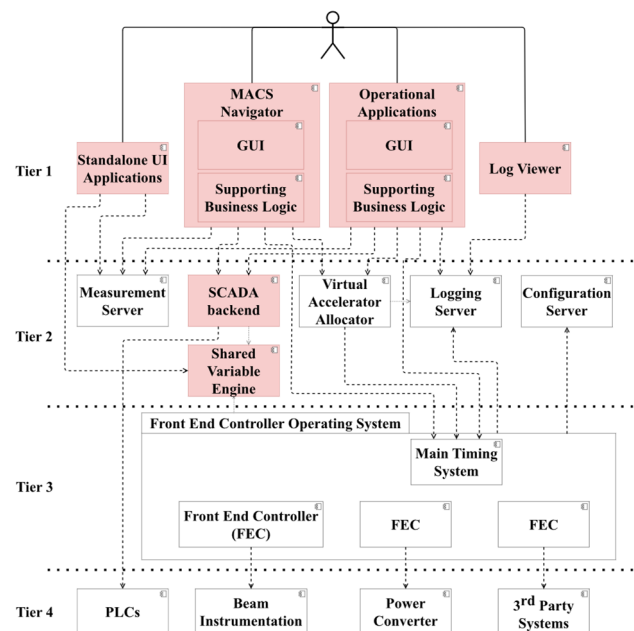 MACS
Navigator
Operational
Applications
GUI
GUI
Tier 1
Standalone UI
Applications
Supporting
Business Logic
Supporting
Business Logic
Log Viewer
Tier 2
Measurement
Server
SCADA
backend
Virtual
Accelerator
Allocator
Logging
Server
Configuration
Server
Shared
Variable
Engine
Front End Controller Operating System
Main Timing
System
Tier 3
Front End Controller
(FEC)
FEC
FEC
Tier 4
PLCs
Beam
Instrumentation
Power
Converter
3rd Party
Systems